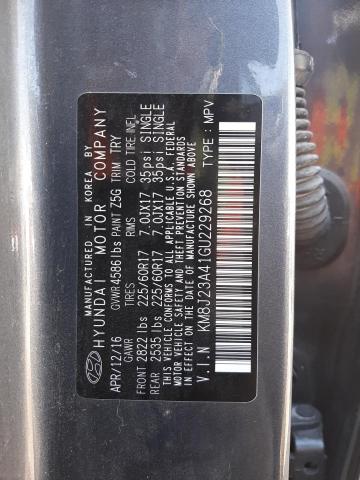 MANUFACTURED IN KOREA BY
HYUNDAI MOTOR COMPANY
APR/12/16 GVWR 4586 lbs PAINT Z5G TRIM TRY
GAWR TIRES RIMS COLD TIRE INFL
FRONT 2822 lbs 225/60R17 7.0JX17 35psi SINGLE
REAR 2535 lbs 225/60R17 7.0JX17 35psi SINGLE
THIS VEHICLE CONFORMS TO ALL APPLICABLE U.S.A. FEDERAL
MOTOR VEHICLE SAFETY STANDARDS
IN EFFECT ON THE DATE OF MANUFACTURE SHOWN ABOVE
V.I.N : KM8J23A41GU229268 TYPE : MPV